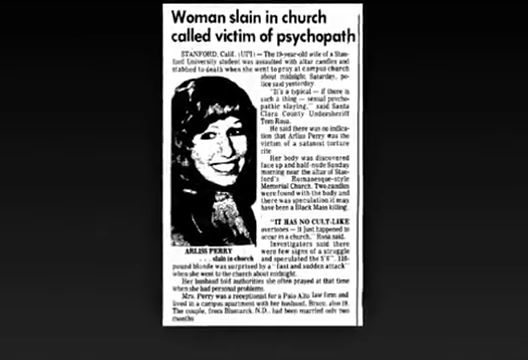 Woman slain in church
called victim of psychopath
STANFORD, Calif. (UPI) — The 19-year-old wife of a Stan-
ford University student was assaulted with altar candles and
stabbed to death when she went to pray at campus church
about midnight Saturday, po-
lice said yesterday.
"It's a typical — if there is
such a thing — sexual psycho-
pathic slaying," said Santa
Clara County Undersheriff
Tom Rosa.
He said there was no indica-
tion that Arliss Perry was the
victim of a satanist torture
rite
Her body was discovered
face up and half-nude Sunday
morning near the altar of Stan-
ford's Romanesque-style
Memorial Church. Two candles
were found with the body and
there was speculation it may
have been a Black Mass killing.
"IT HAS NO CULT-LIKE
overtones — it just happened to
occur in a church," Rosa said.
Investigators said there
were few signs of a struggle
and speculated the 5'6",
pound blonde was surprised by a "fast and sudden attack"
when she went to the church about midnight.
Her husband told authorities she often prayed at that time
when she had personal problems.
Mrs. Perry was a receptionist for a Palo Alto law firm and
lived in a campus apartment with her husband, Bruce, also 19.
The couple, from Bismarck, N.D., had been married only two
months
ARLISS PERRY
. . . slain in church